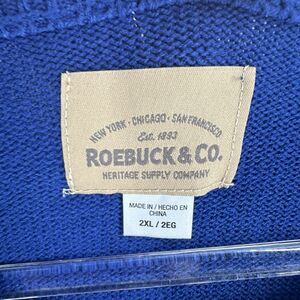 NEW YORK · CHICAGO · SAN FRANCISCO
Est. 1893
ROEBUCK & CO.
HERITAGE SUPPLY COMPANY
MADE IN / HECHO EN
CHINA
2XL / 2EG